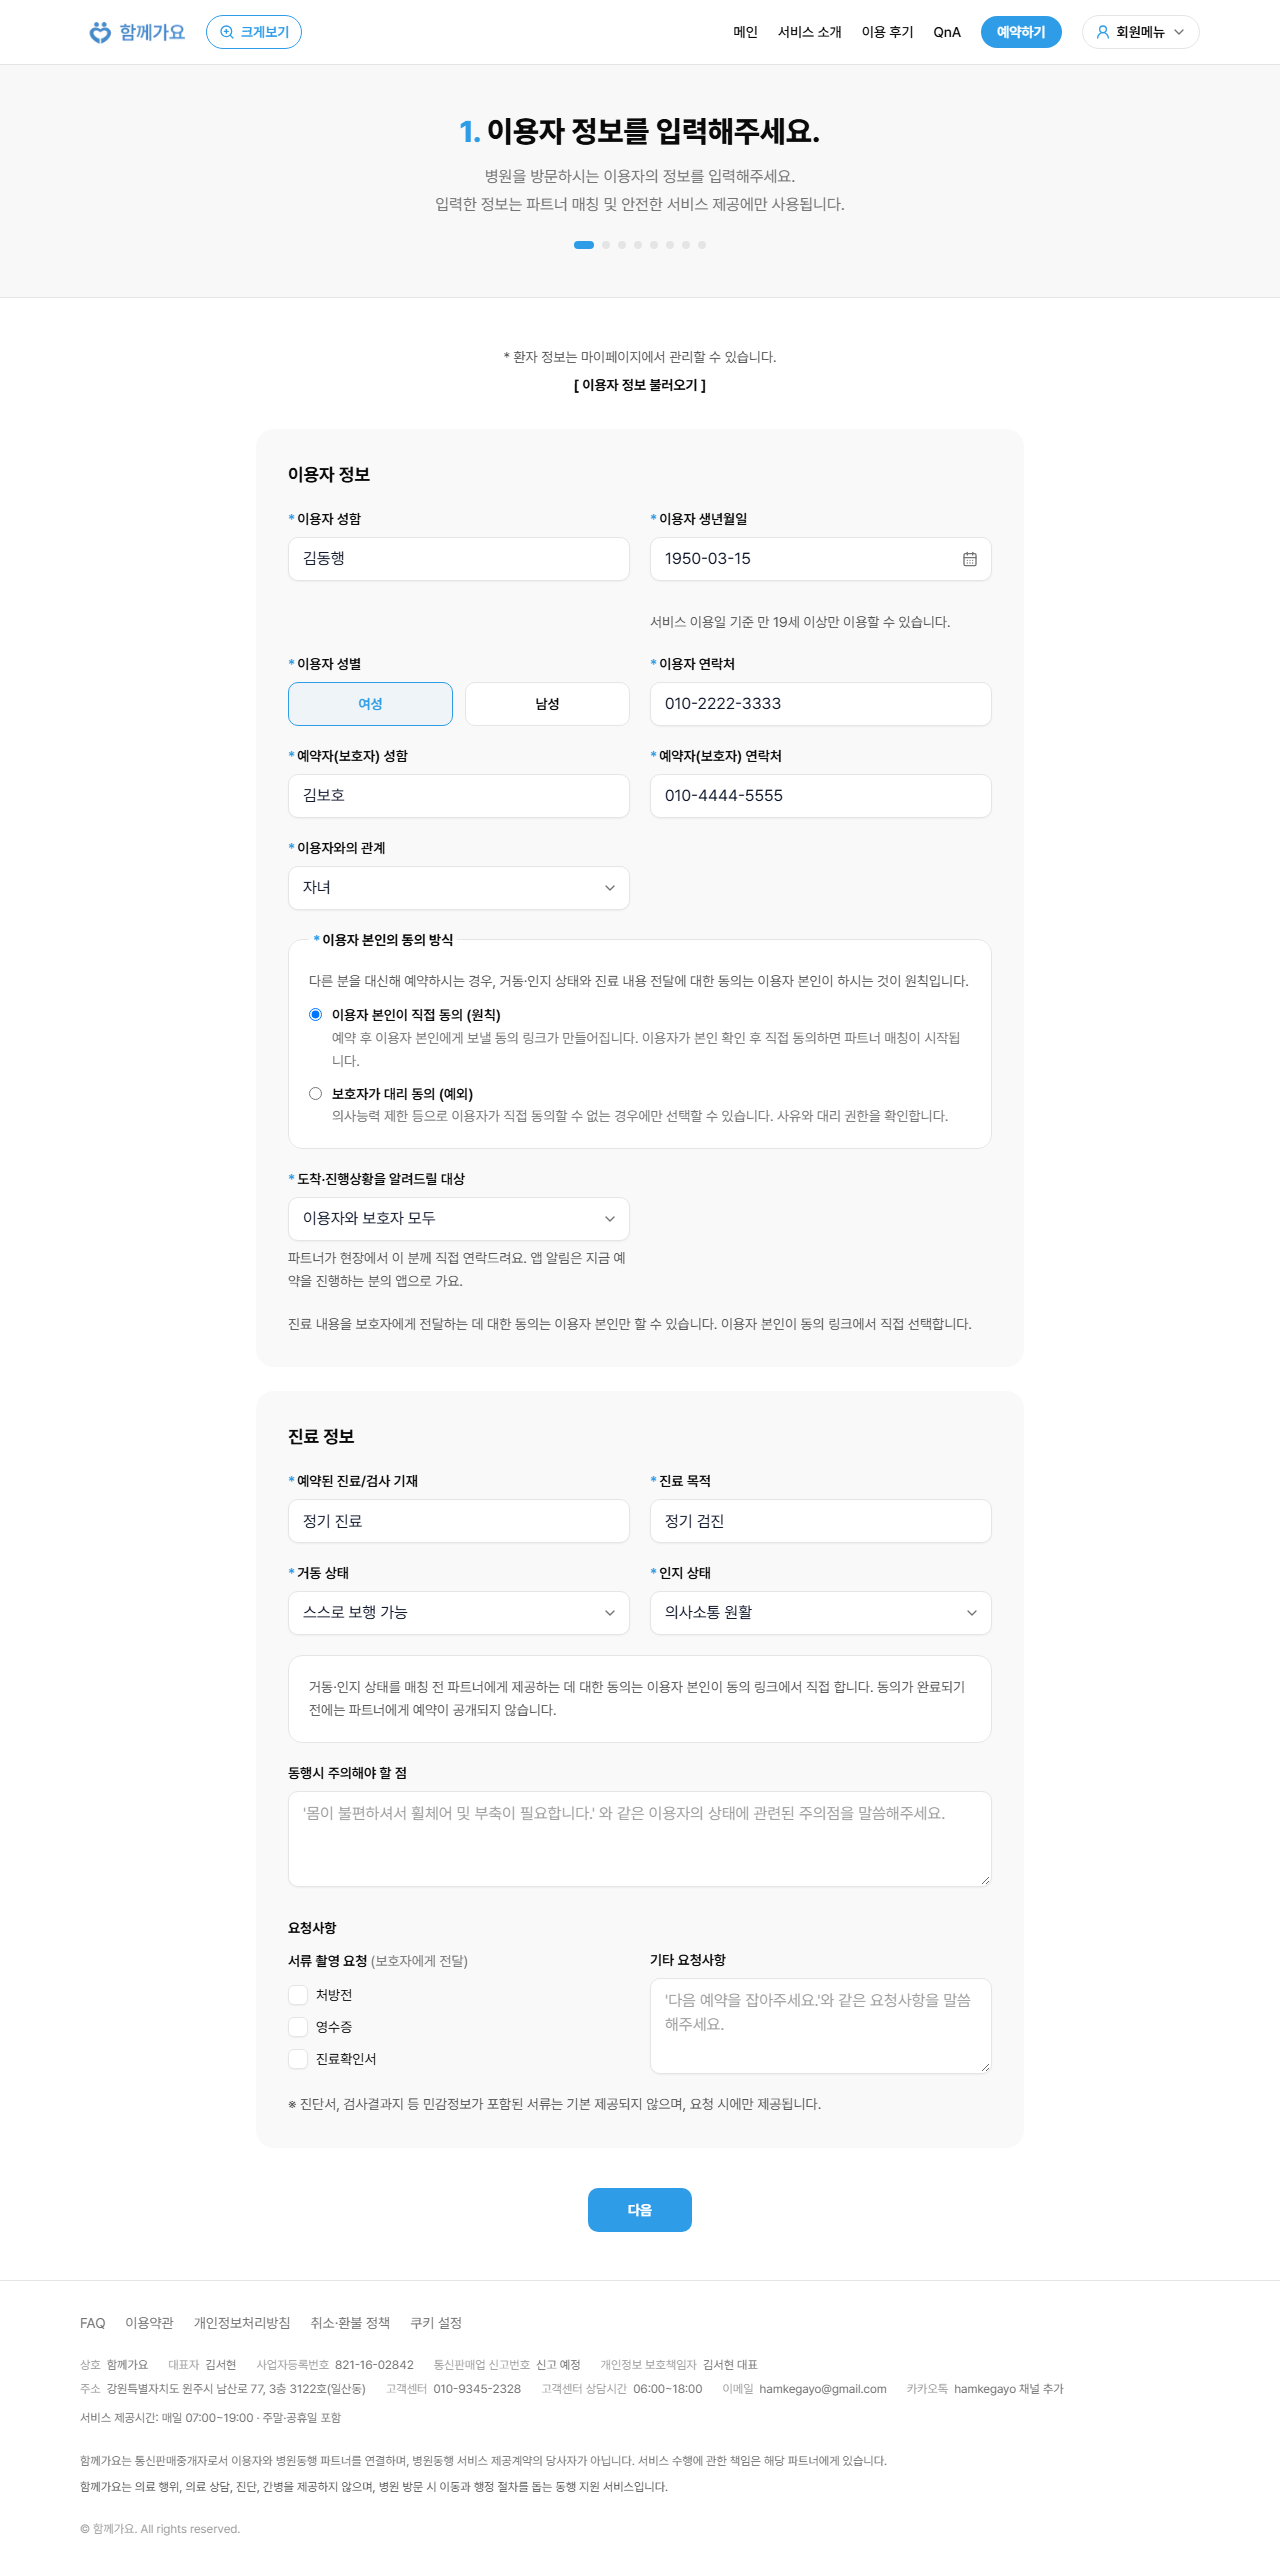 함께가요
크게보기
메인
서비스 소개
이용 후기
QnA
예약하기
회원메뉴
1. 이용자 정보를 입력해주세요.
병원을 방문하시는 이용자의 정보를 입력해주세요.
입력한 정보는 파트너 매칭 및 안전한 서비스 제공에만 사용됩니다.
* 환자 정보는 마이페이지에서 관리할 수 있습니다.
[ 이용자 정보 불러오기 ]
이용자 정보
* 이용자 성함
* 이용자 생년월일
김동행
1950-03-15
서비스 이용일 기준 만 19세 이상만 이용할 수 있습니다.
* 이용자 성별
* 이용자 연락처
여성
남성
010-2222-3333
* 예약자(보호자) 성함
* 예약자(보호자) 연락처
김보호
010-4444-5555
* 이용자와의 관계
자녀
* 이용자 본인의 동의 방식
다른 분을 대신해 예약하시는 경우, 거동·인지 상태와 진료 내용 전달에 대한 동의는 이용자 본인이 하시는 것이 원칙입니다.
이용자 본인이 직접 동의 (원칙)
예약 후 이용자 본인에게 보낼 동의 링크가 만들어집니다. 이용자가 본인 확인 후 직접 동의하면 파트너 매칭이 시작됩
니다.
보호자가 대리 동의 (예외)
의사능력 제한 등으로 이용자가 직접 동의할 수 없는 경우에만 선택할 수 있습니다. 사유와 대리 권한을 확인합니다.
* 도착·진행상황을 알려드릴 대상
이용자와 보호자 모두
파트너가 현장에서 이 분께 직접 연락드려요. 앱 알림은 지금 예
약을 진행하는 분의 앱으로 가요.
진료 내용을 보호자에게 전달하는 데 대한 동의는 이용자 본인만 할 수 있습니다. 이용자 본인이 동의 링크에서 직접 선택합니다.
진료 정보
* 예약된 진료/검사 기재
* 진료 목적
정기 진료
정기 검진
* 거동 상태
* 인지 상태
스스로 보행 가능
의사소통 원활
거동·인지 상태를 매칭 전 파트너에게 제공하는 데 대한 동의는 이용자 본인이 동의 링크에서 직접 합니다. 동의가 완료되기
전에는 파트너에게 예약이 공개되지 않습니다.
동행시 주의해야 할 점
'몸이 불편하셔서 휠체어 및 부축이 필요합니다.' 와 같은 이용자의 상태에 관련된 주의점을 말씀해주세요.
요청사항
서류 촬영 요청 (보호자에게 전달)
기타 요청사항
처방전
영수증
진료확인서
'다음 예약을 잡아주세요.'와 같은 요청사항을 말씀
해주세요.
※ 진단서, 검사결과지 등 민감정보가 포함된 서류는 기본 제공되지 않으며, 요청 시에만 제공됩니다.
다음
FAQ
이용약관
개인정보처리방침
취소·환불 정책
쿠키 설정
상호 함께가요 대표자 김서현 사업자등록번호 821-16-02842 통신판매업 신고번호 신고 예정 개인정보 보호책임자 김서현 대표
주소 강원특별자치도 원주시 남산로 77, 3층 3122호(일산동) 고객센터 010-9345-2328 고객센터 상담시간 06:00~18:00 이메일 hamkegayo@gmail.com 카카오톡 hamkegayo 채널 추가
서비스 제공시간: 매일 07:00~19:00 · 주말·공휴일 포함
함께가요는 통신판매중개자로서 이용자와 병원동행 파트너를 연결하며, 병원동행 서비스 제공계약의 당사자가 아닙니다. 서비스 수행에 관한 책임은 해당 파트너에게 있습니다.
함께가요는 의료 행위, 의료 상담, 진단, 간병을 제공하지 않으며, 병원 방문 시 이동과 행정 절차를 돕는 동행 지원 서비스입니다.
© 함께가요. All rights reserved.